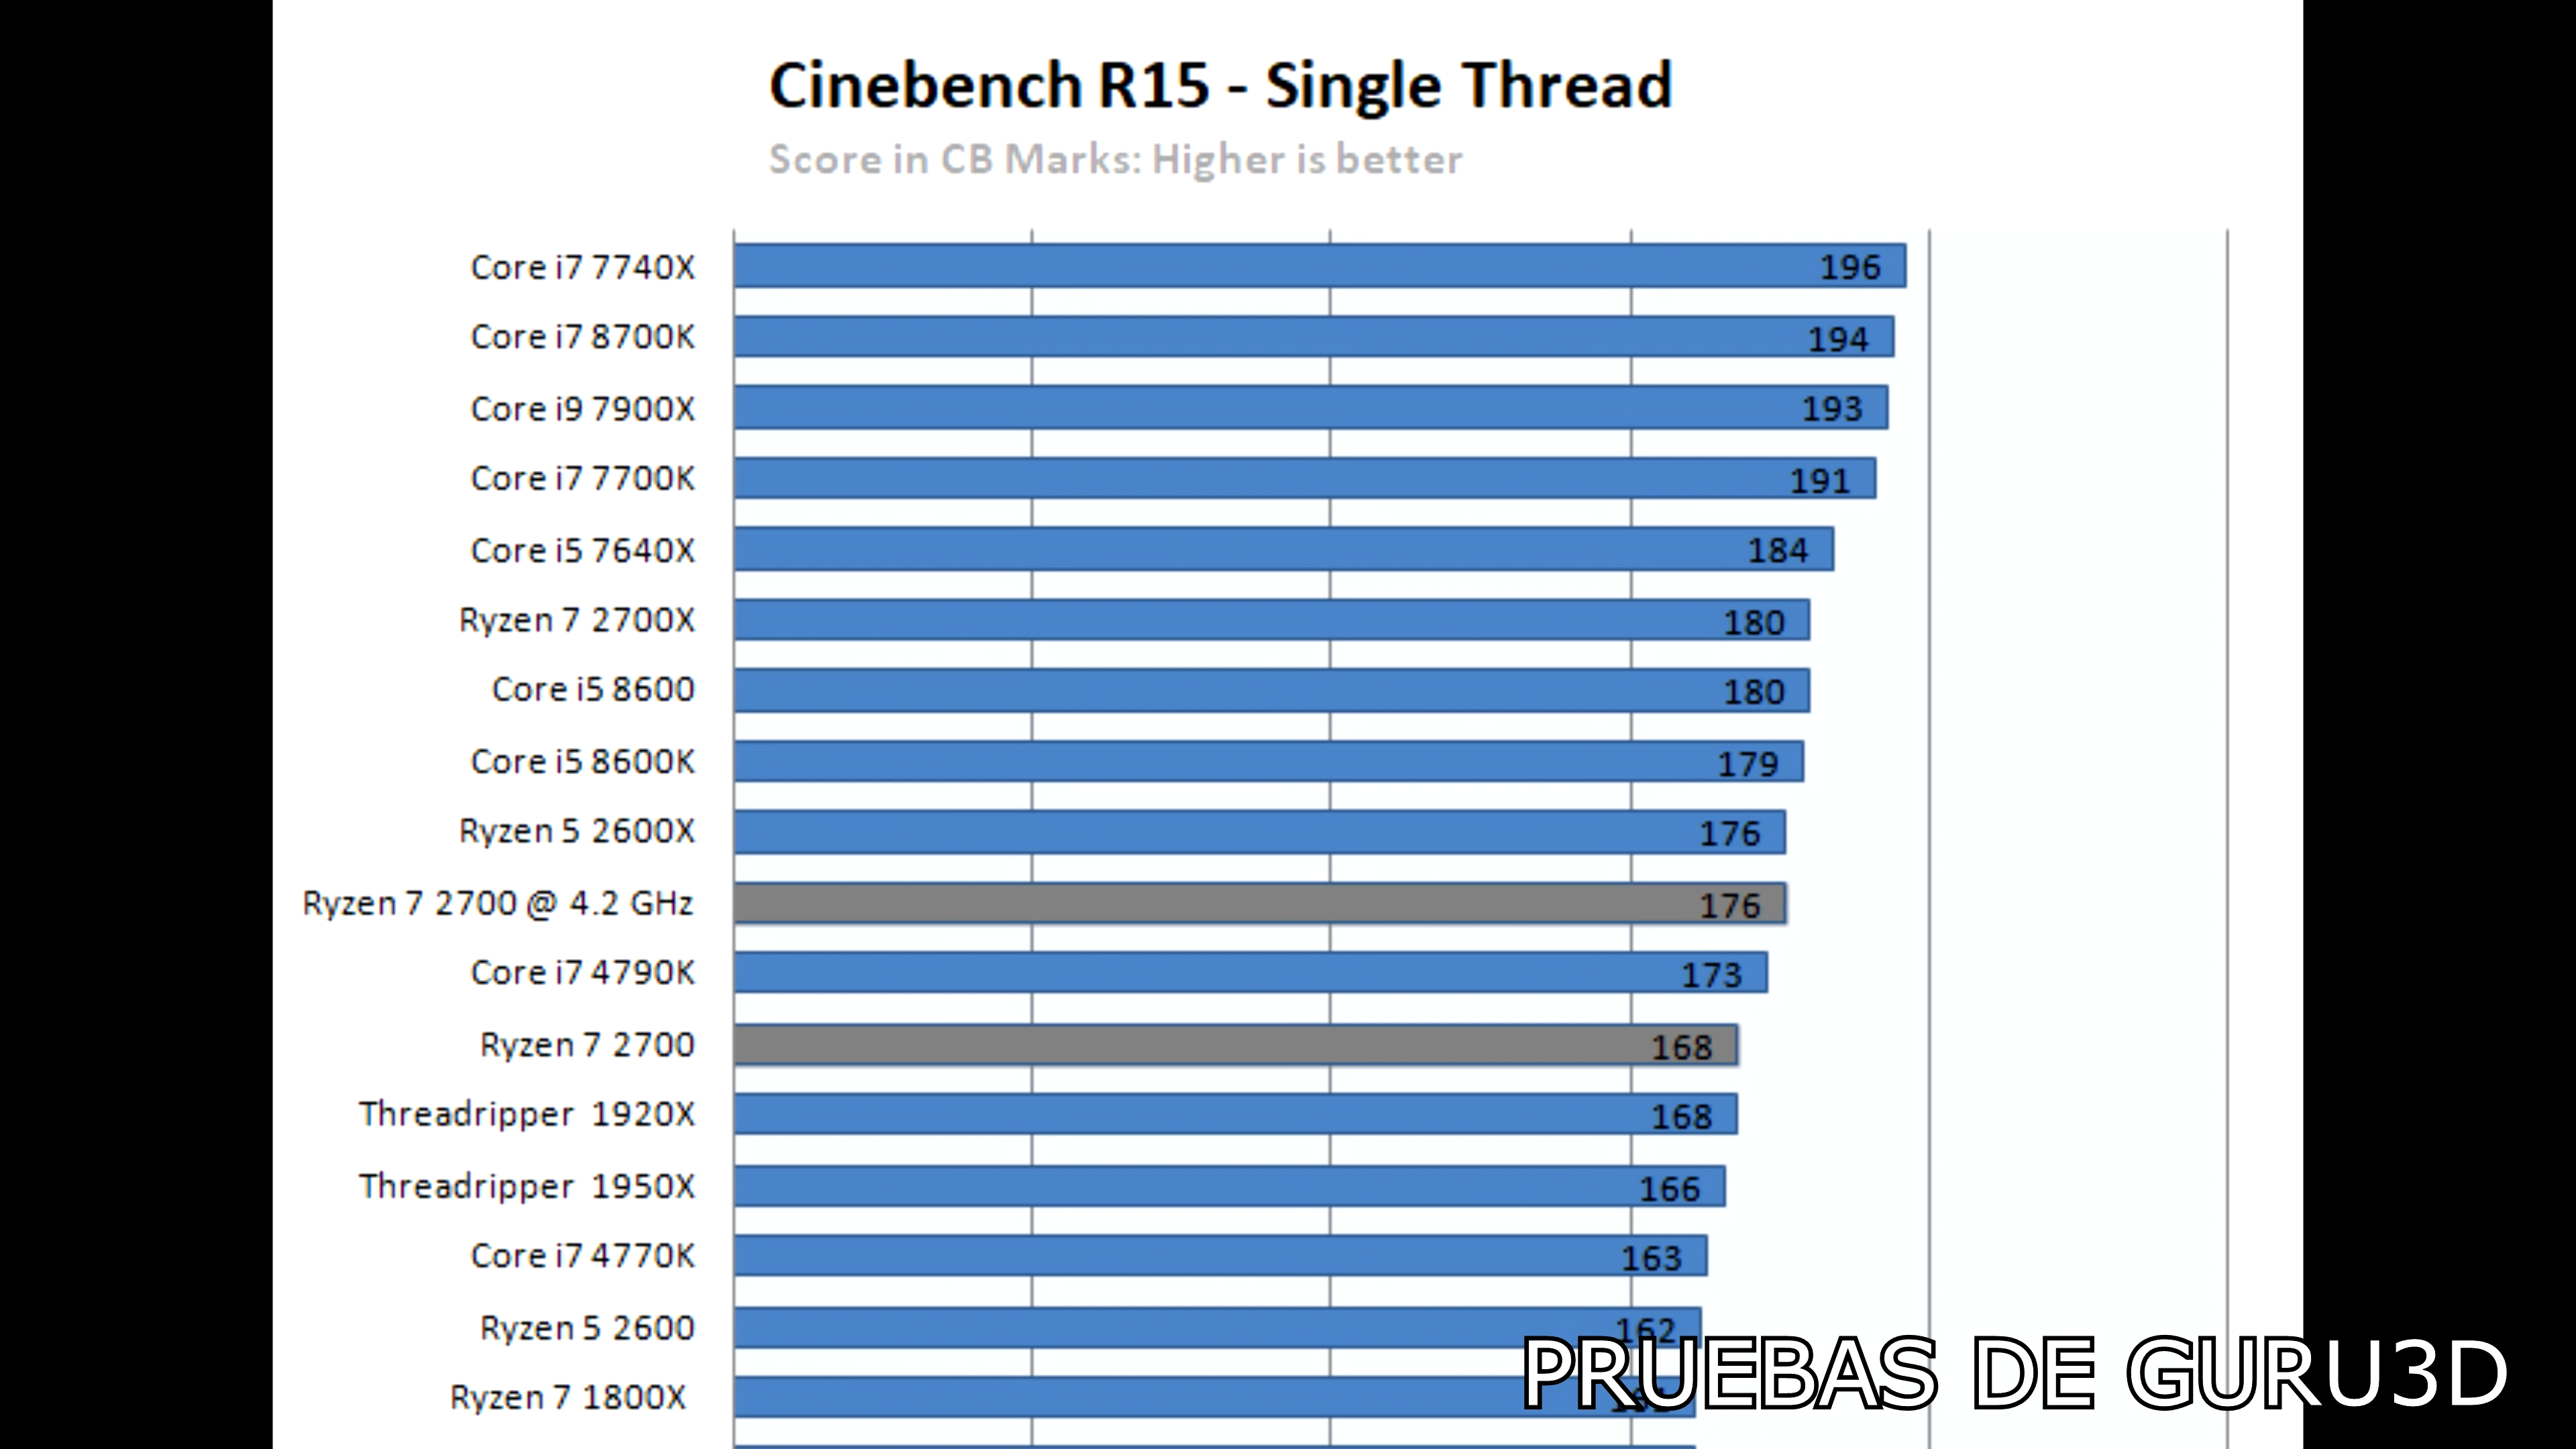 Cinebench R15 - Single Thread
Score in CB Marks: Higher is better
Core i7 7740X 196
Core i7 8700K 194
Core i9 7900X 193
Core i7 7700K 191
Core i5 7640X 184
Ryzen 7 2700X 180
Core i5 8600 180
Core i5 8600K 179
Ryzen 5 2600X 176
Ryzen 7 2700 @ 4.2 GHz 176
Core i7 4790K 173
Ryzen 7 2700 168
Threadripper 1920X 168
Threadripper 1950X 166
Core i7 4770K 163
Ryzen 5 2600 162
Ryzen 7 1800X
PRUEBAS DE GURU3D